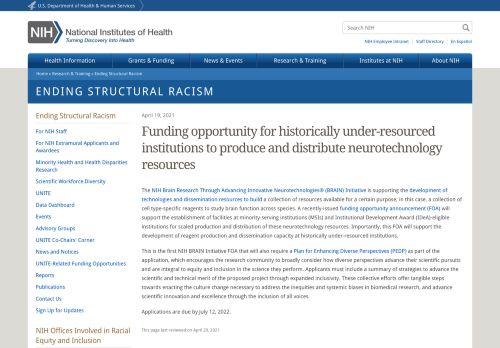 U.S. Department of Health & Human Services
NIH National Institutes of Health
Turning Discovery Into Health
Search NIH
NIH Employee Intranet | Staff Directory | En Español
Health Information Grants & Funding News & Events Research & Training Institutes at NIH About NIH
Home » Research & Training » Ending Structural Racism
ENDING STRUCTURAL RACISM
Ending Structural Racism
For NIH Staff
For NIH Extramural Applicants and
Awardees
Minority Health and Health Disparities
Research
Scientific Workforce Diversity
UNITE
Data Dashboard
Events
Advisory Groups
UNITE Co-Chairs' Corner
News and Notices
UNITE-Related Funding Opportunities
Reports
Publications
Contact Us
Sign Up for Updates
NIH Offices Involved in Racial
Equity and Inclusion
April 19, 2021
Funding opportunity for historically under-resourced
institutions to produce and distribute neurotechnology
resources
The NIH Brain Research Through Advancing Innovative Neurotechnologies® (BRAIN) Initiative is supporting the development of
technologies and dissemination resources to build a collection of resources available for a certain purpose; in this case, a collection of
cell type-specific reagents to study brain function across species. A recently-issued funding opportunity announcement (FOA) will
support the establishment of facilities at minority-serving institutions (MSIs) and Institutional Development Award (IDeA)-eligible
institutions for scaled production and distribution of these neurotechnology resources. Importantly, this FOA will support the
development of reagent production and dissemination capacity at historically under-resourced institutions.
This is the first NIH BRAIN Initiative FOA that will also require a Plan for Enhancing Diverse Perspectives (PEDP) as part of the
application, which encourages the research community to broadly consider how diverse perspectives advance their scientific pursuits
and are integral to equity and inclusion in the science they perform. Applicants must include a summary of strategies to advance the
scientific and technical merit of the proposed project through expanded inclusivity. These collective efforts offer tangible steps
towards enacting the culture change necessary to address the inequities and systemic biases in biomedical research, and advance
scientific innovation and excellence through the inclusion of all voices.
Applications are due by July 12, 2022.
This page last reviewed on April 29, 2021